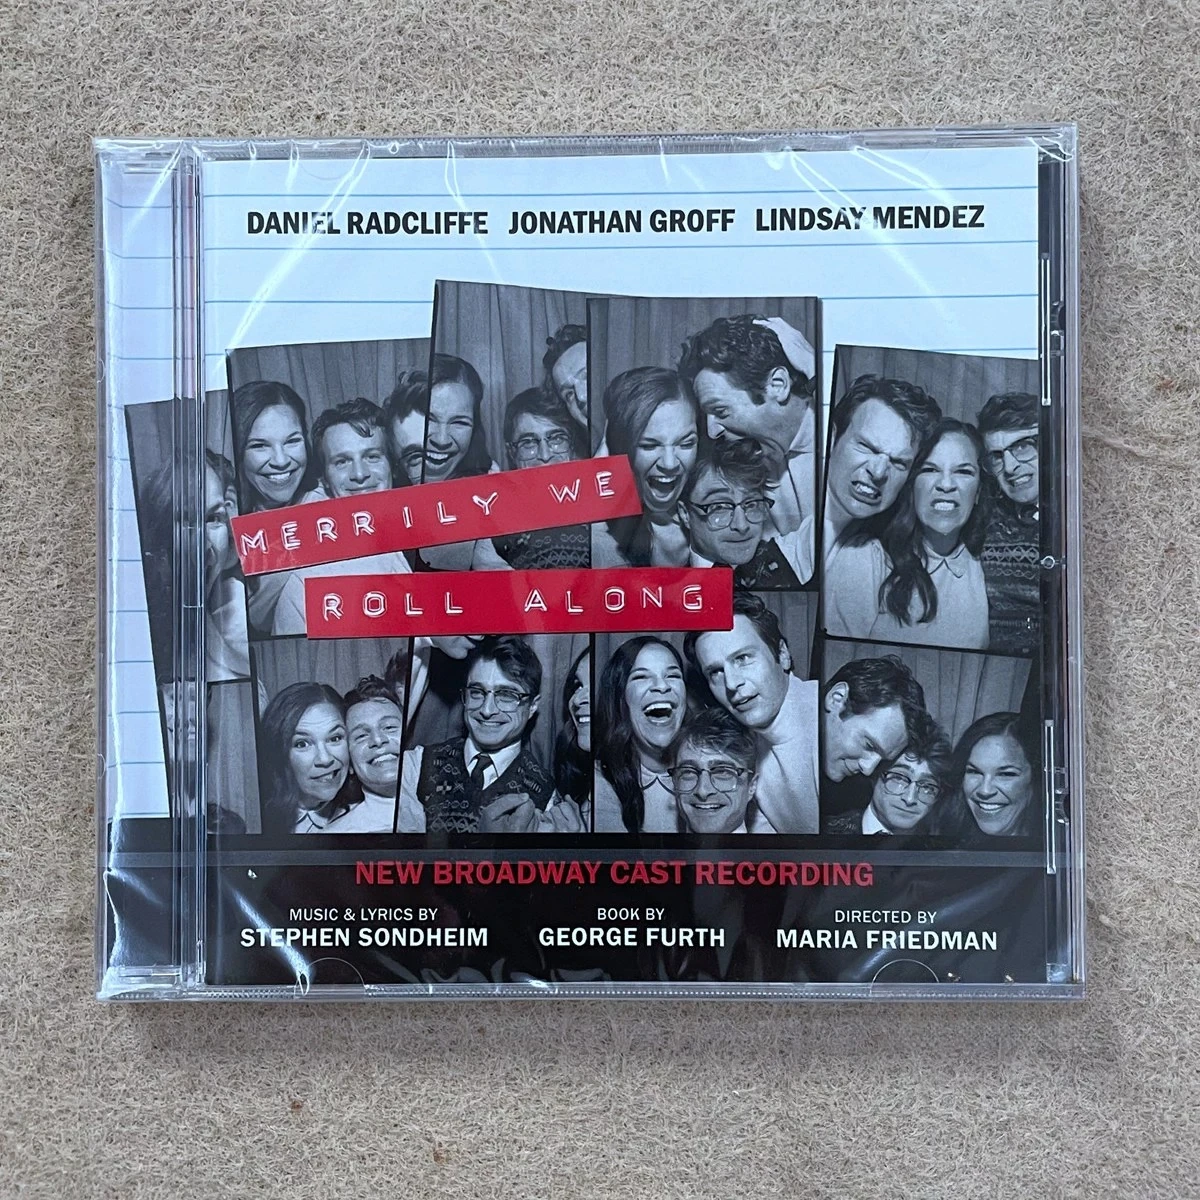 DANIEL RADCLIFFE JONATHAN GROFF LINDSAY MENDEZ
MERRILY WE
ROLL ALONG
NEW BROADWAY CAST RECORDING
MUSIC & LYRICS BY
STEPHEN SONDHEIM
BOOK BY
GEORGE FURTH
DIRECTED BY
MARIA FRIEDMAN